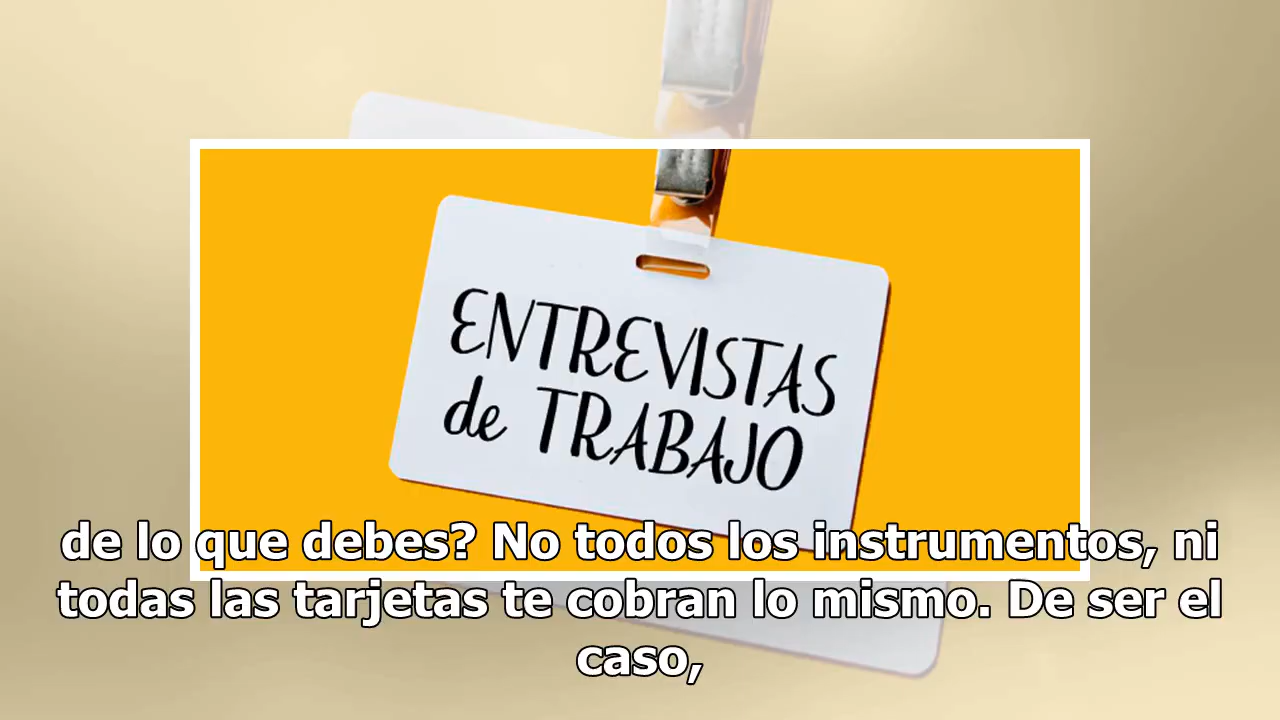 ENTREVISTAS
de TRABAJO
de lo que debes? No todos los instrumentos, ni
todas las tarjetas te cobran lo mismo. De ser el
caso,